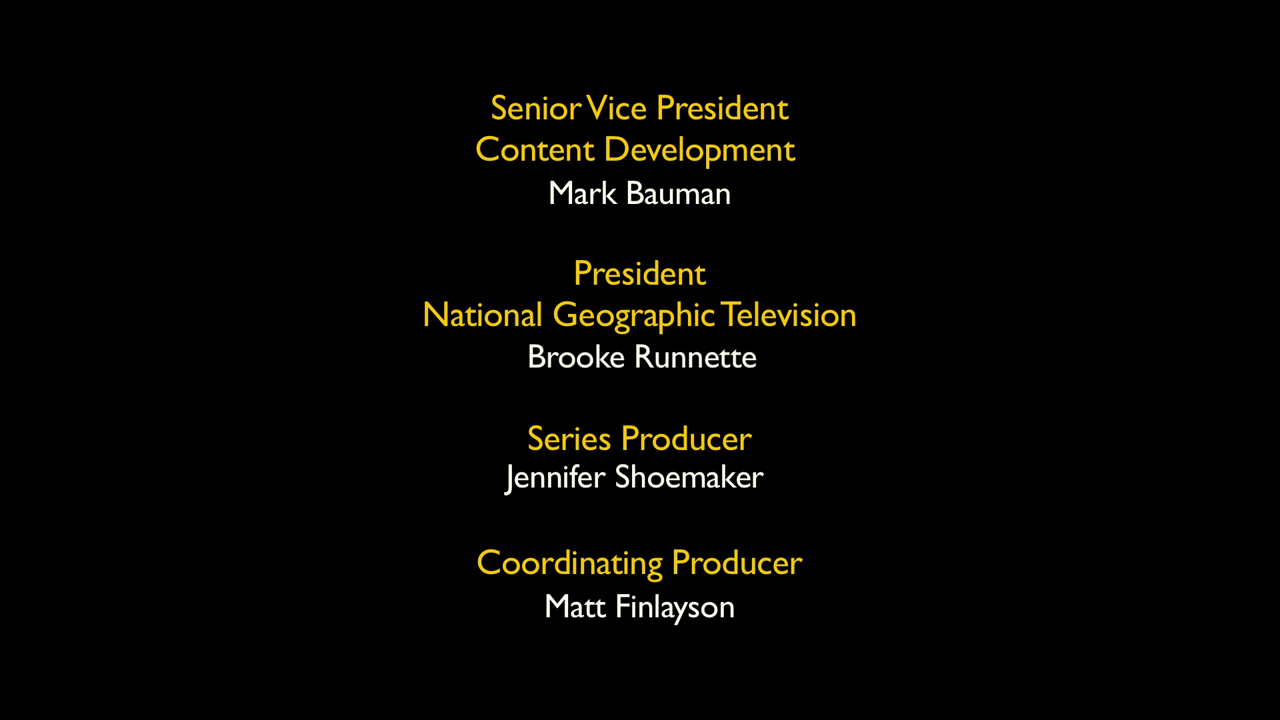 Senior Vice President
Content Development
Mark Bauman
President
National Geographic Television
Brooke Runnette
Series Producer
Jennifer Shoemaker
Coordinating Producer
Matt Finlayson